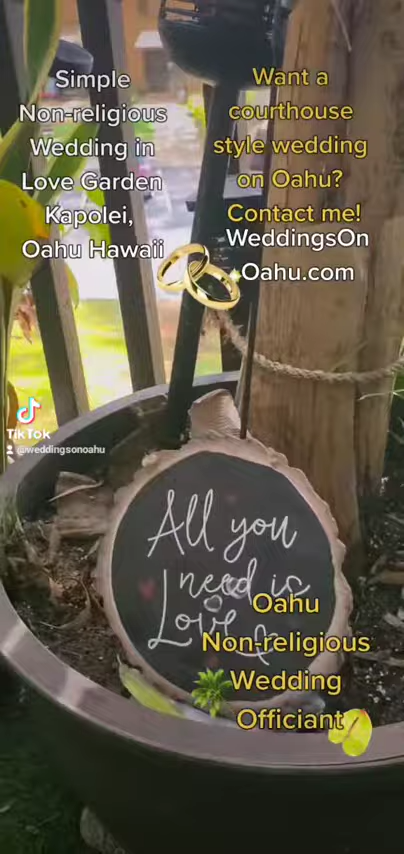 Simple
Non-religious
Wedding in
Love Garden
Kapolei,
Oahu Hawaii
Want a
courthouse
style wedding
on Oahu?
Contact me!
WeddingsOn
Oahu.com
TikTok
@weddingsonoahu
All you
need is
Love
Oahu
Non-religious
Wedding
Officiant